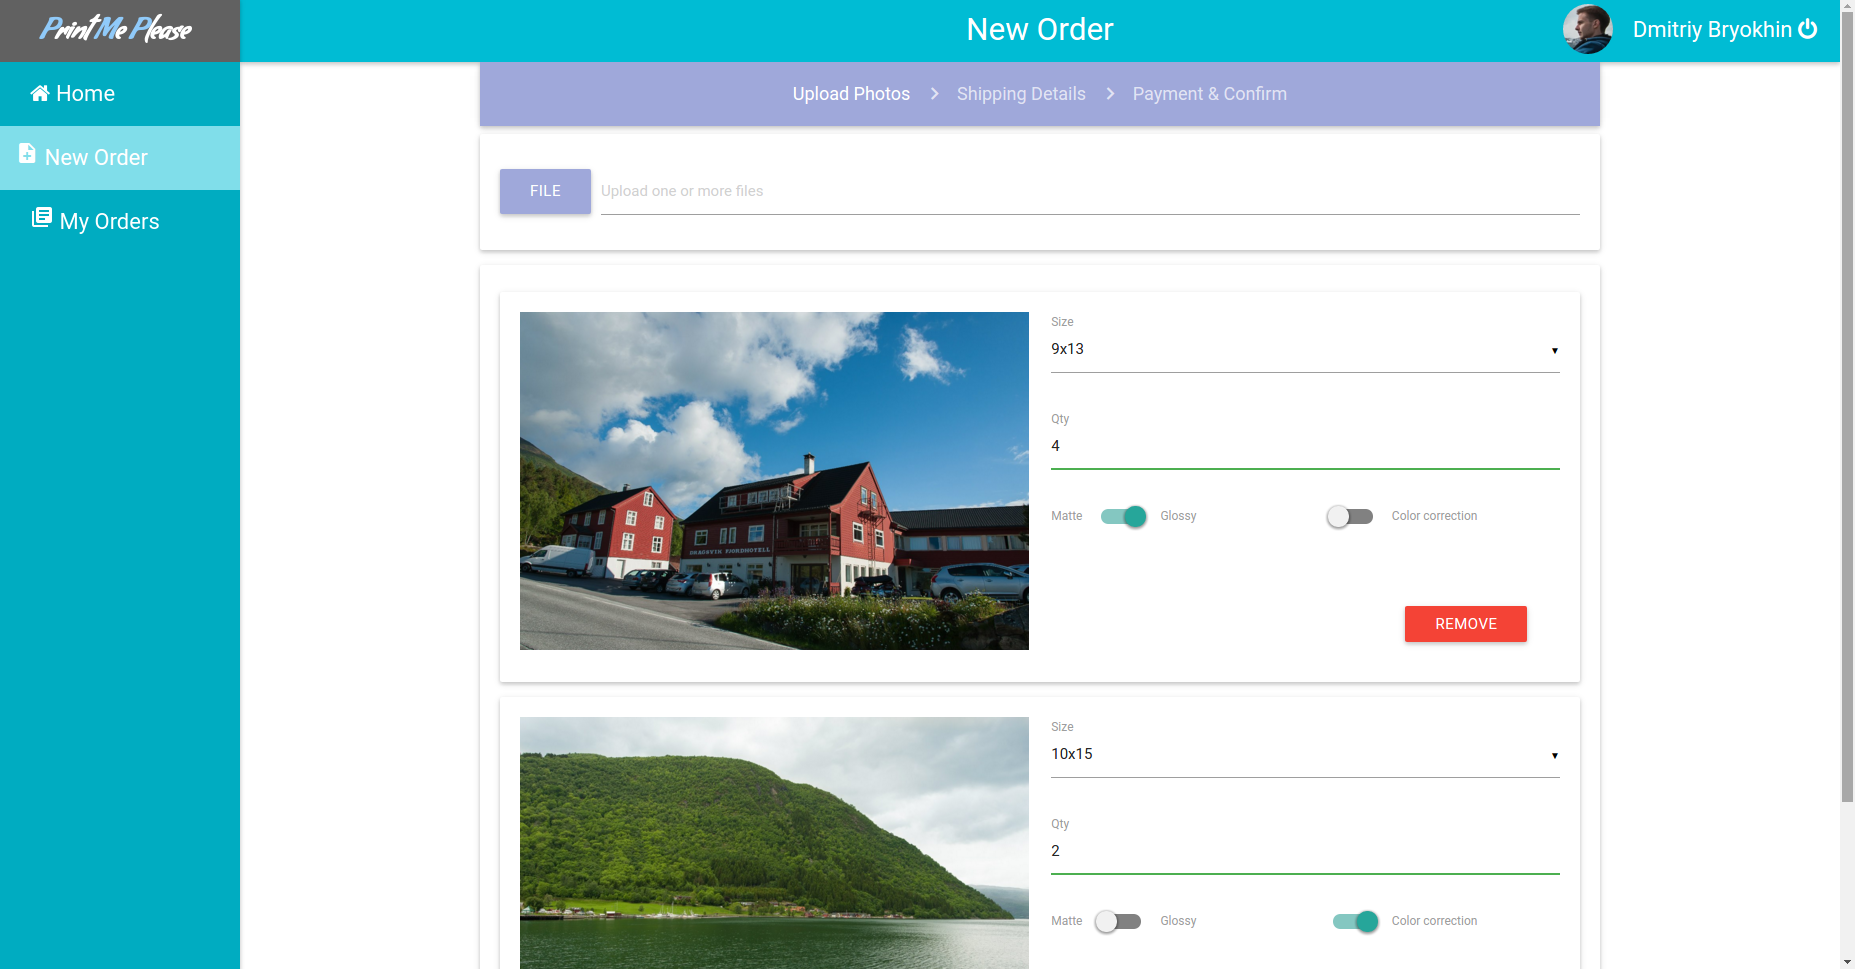 PrintMe Please
New Order
Dmitriy Bryokhin
Home
New Order
My Orders
Upload Photos
Shipping Details
Payment & Confirm
FILE
Upload one or more files
Size
9x13
Qty
4
Matte
Glossy
Color correction
DRAGSVIK FJORDHOTELL
REMOVE
Size
10x15
Qty
2
Matte
Glossy
Color correction